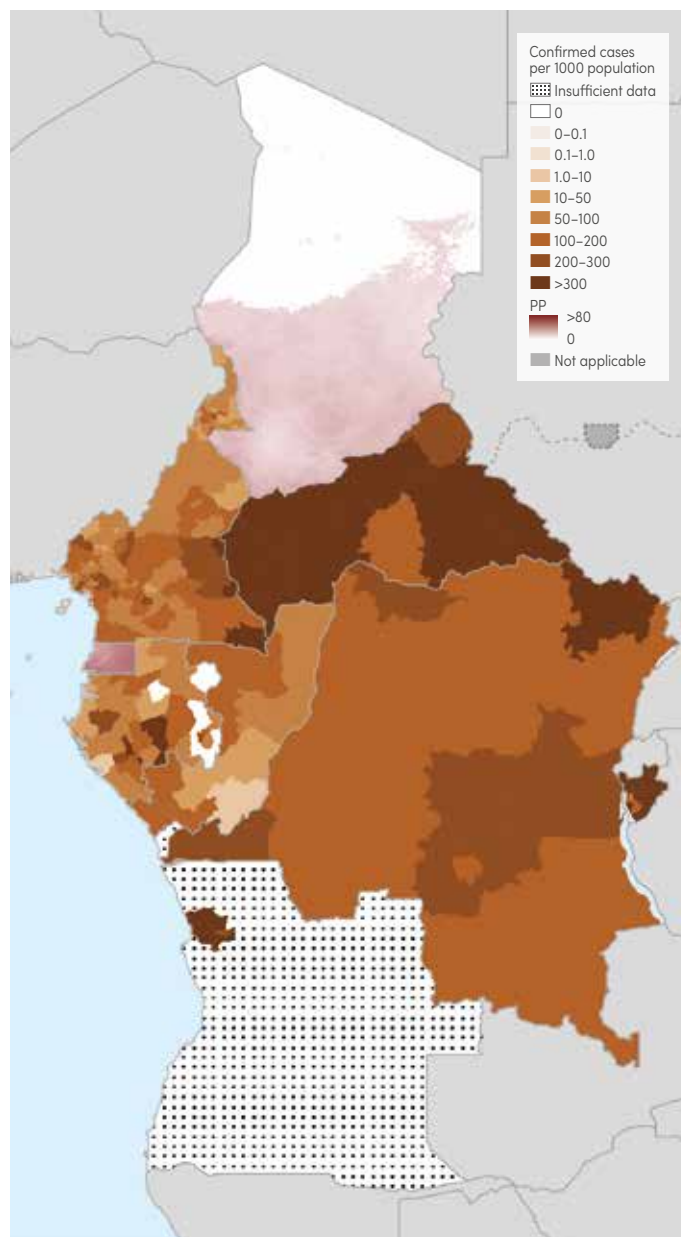 Confirmed cases
per 1000 population
Insufficient data
0
0–0.1
0.1–1.0
1.0–10
10–50
50–100
100–200
200–300
>300
PP
>80
0
Not applicable